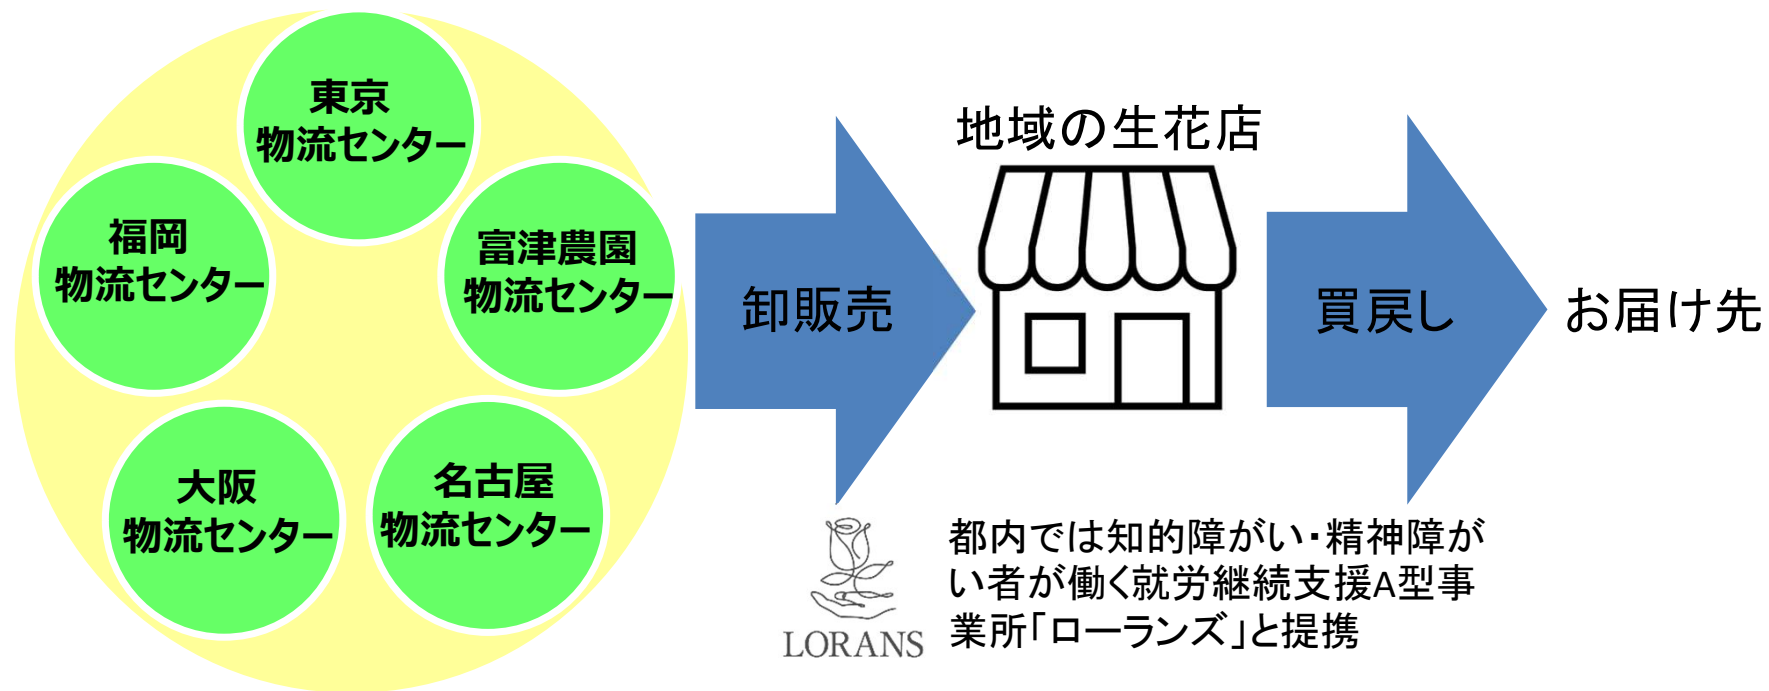 東京
物流センター
福岡
物流センター
富津農園
物流センター
大阪
物流センター
名古屋
物流センター
卸販売
地域の生花店
買戻し
お届け先
LORANS
都内では知的障がい・精神障が
い者が働く就労継続支援A型事
業所「ローランズ」と提携